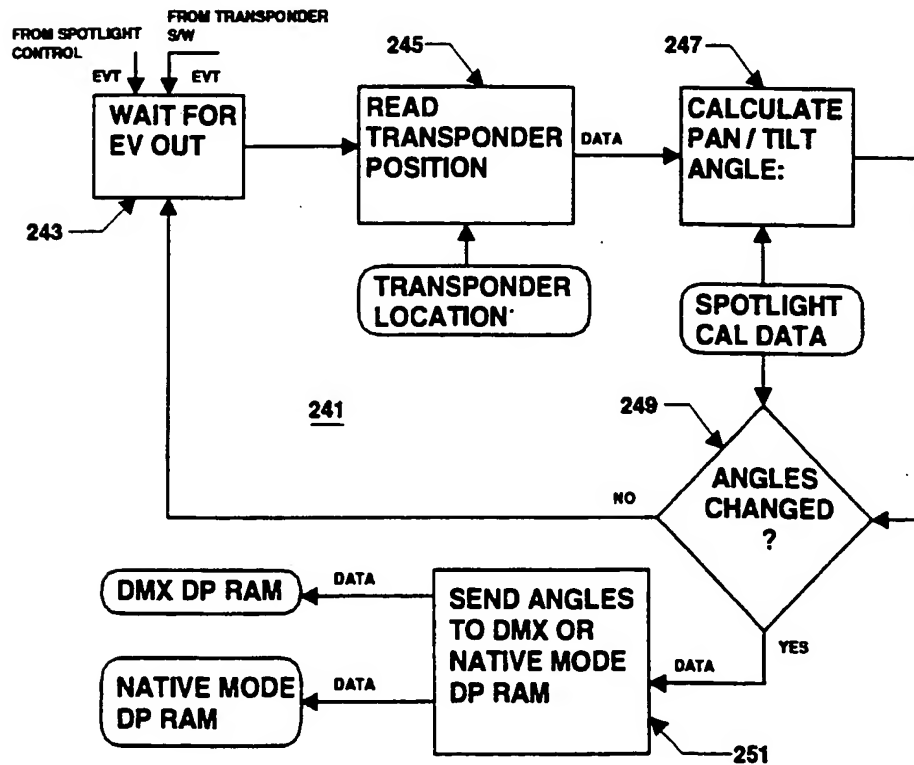 FROM SPOTLIGHT
CONTROL
FROM TRANSPONDER
S/W
EVT
EVT
WAIT FOR
EV OUT
243
245
READ
TRANSPONDER
POSITION
DATA
TRANSPONDER
LOCATION
247
CALCULATE
PAN / TILT
ANGLE:
SPOTLIGHT
CAL DATA
241
249
ANGLES
CHANGED
?
NO
YES
DATA
SEND ANGLES
TO DMX OR
NATIVE MODE
DP RAM
251
DATA
DMX DP RAM
DATA
NATIVE MODE
DP RAM